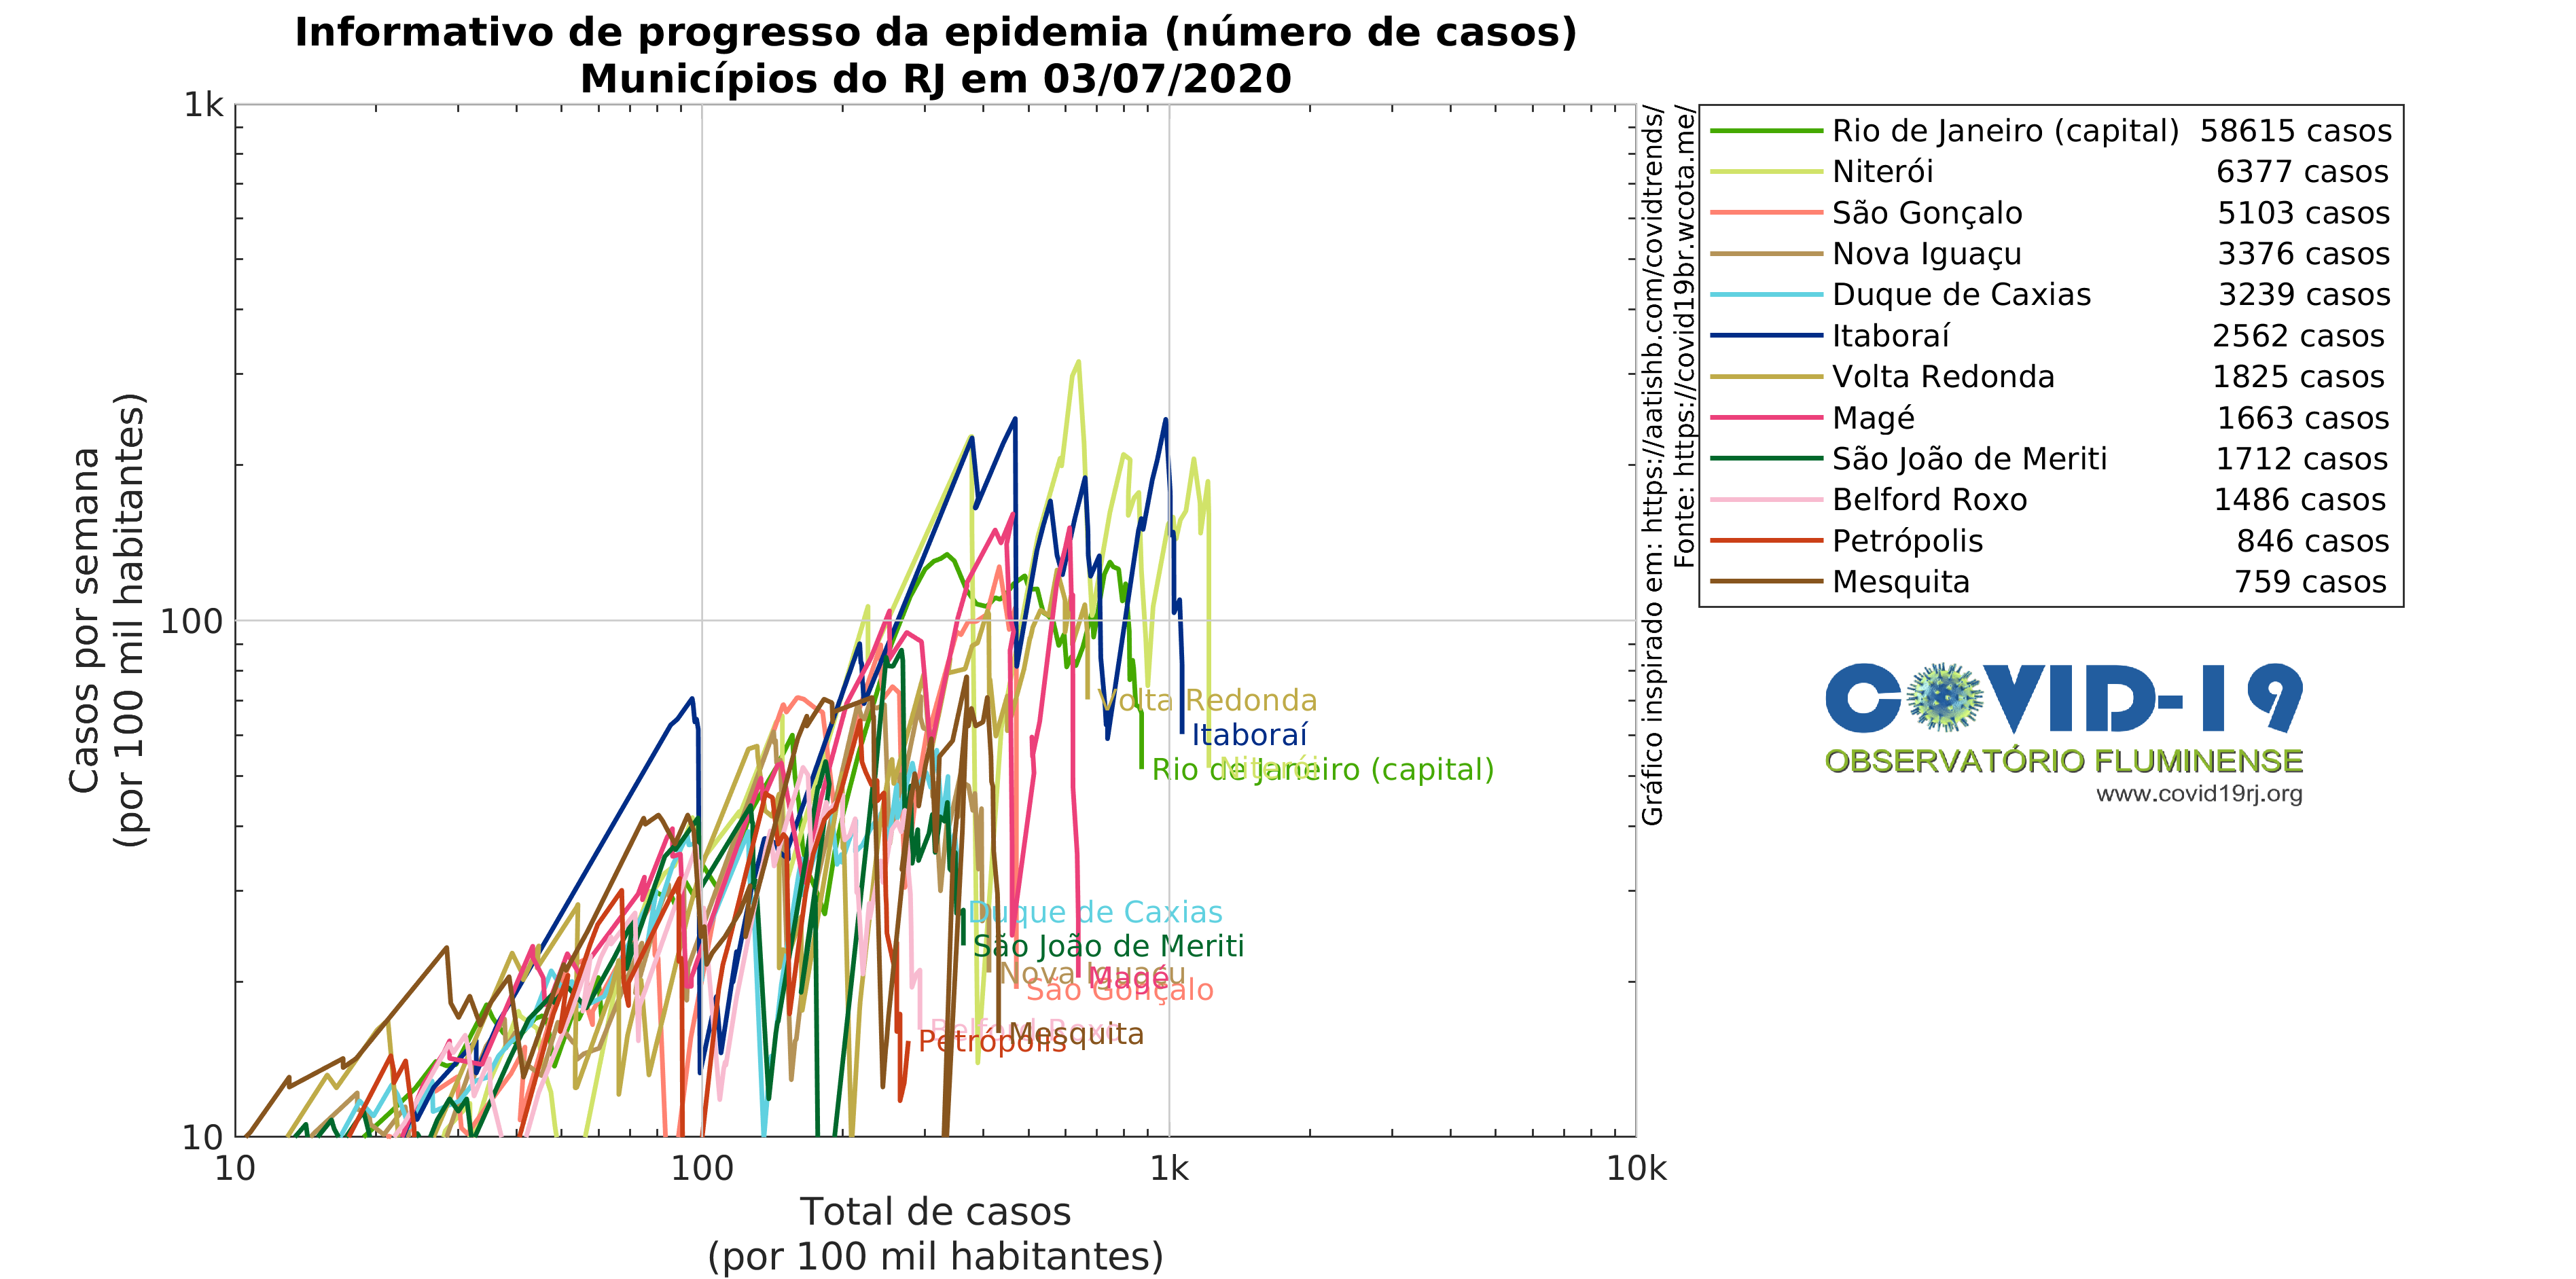 Informativo de progresso da epidemia (número de casos)
Municípios do RJ em 03/07/2020
1k
100
10
Casos por semana
(por 100 mil habitantes)
10
100
1k
10k
Total de casos
(por 100 mil habitantes)
Volta Redonda
Itaboraí
Rio de Janeiro (capital)
Niterói
Duque de Caxias
São João de Meriti
Nova Iguaçu
Magé
São Gonçalo
Belford Roxo
Mesquita
Petrópolis
Gráfico inspirado em: https://aatishb.com/covidtrends/
Fonte: https://covid19br.wcota.me/
Rio de Janeiro (capital) 58615 casos
Niterói 6377 casos
São Gonçalo 5103 casos
Nova Iguaçu 3376 casos
Duque de Caxias 3239 casos
Itaboraí 2562 casos
Volta Redonda 1825 casos
Magé 1663 casos
São João de Meriti 1712 casos
Belford Roxo 1486 casos
Petrópolis 846 casos
Mesquita 759 casos
COVID-19
OBSERVATÓRIO FLUMINENSE
www.covid19rj.org